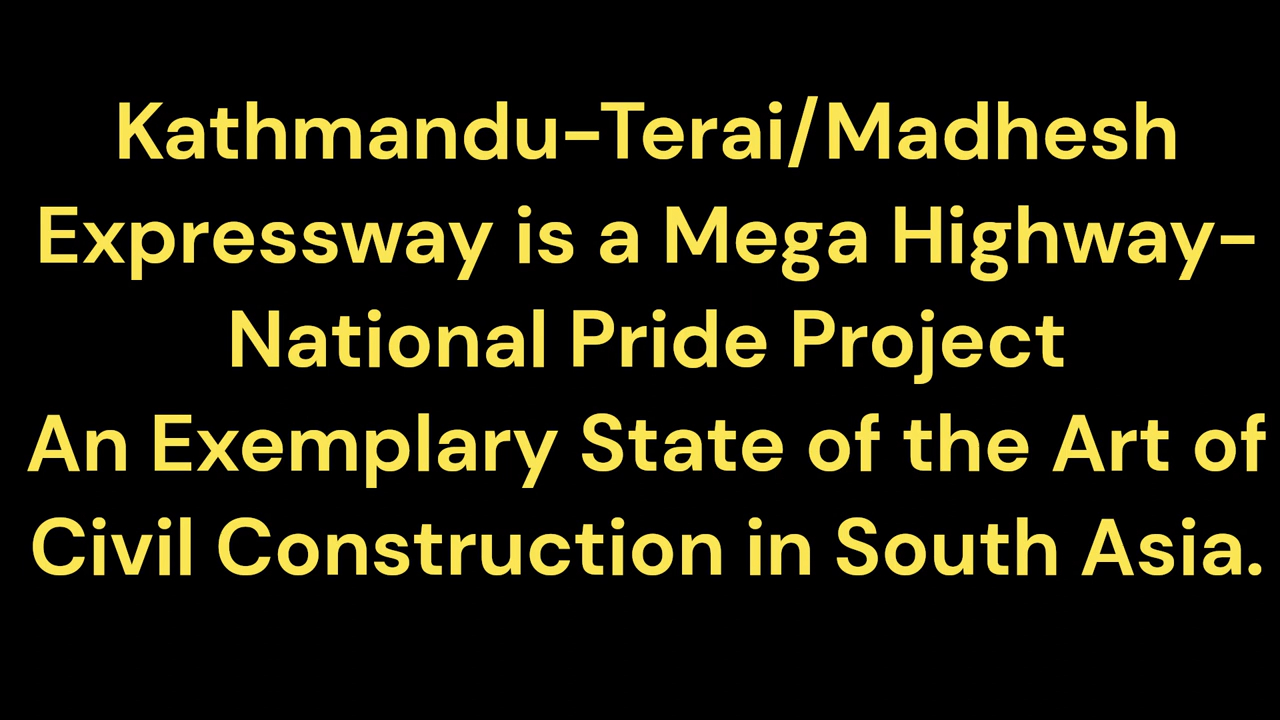 Kathmandu-Terai/Madhesh
Expressway is a Mega Highway-
National Pride Project
An Exemplary State of the Art of
Civil Construction in South Asia.